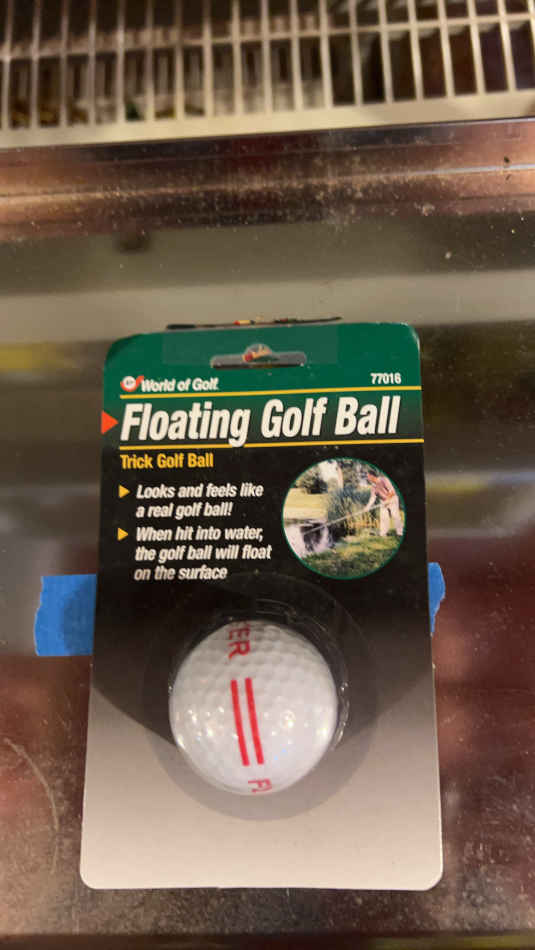 World of Golf.
77016
Floating Golf Ball
Trick Golf Ball
Looks and feels like
a real golf ball!
When hit into water,
the golf ball will float
on the surface